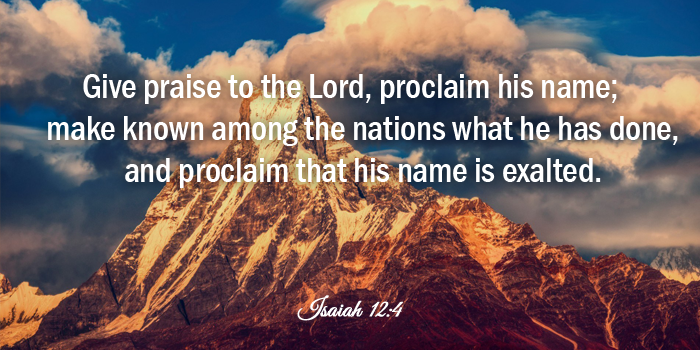 Give praise to the Lord, proclaim his name;
make known among the nations what he has done,
and proclaim that his name is exalted.
Isaiah 12:4